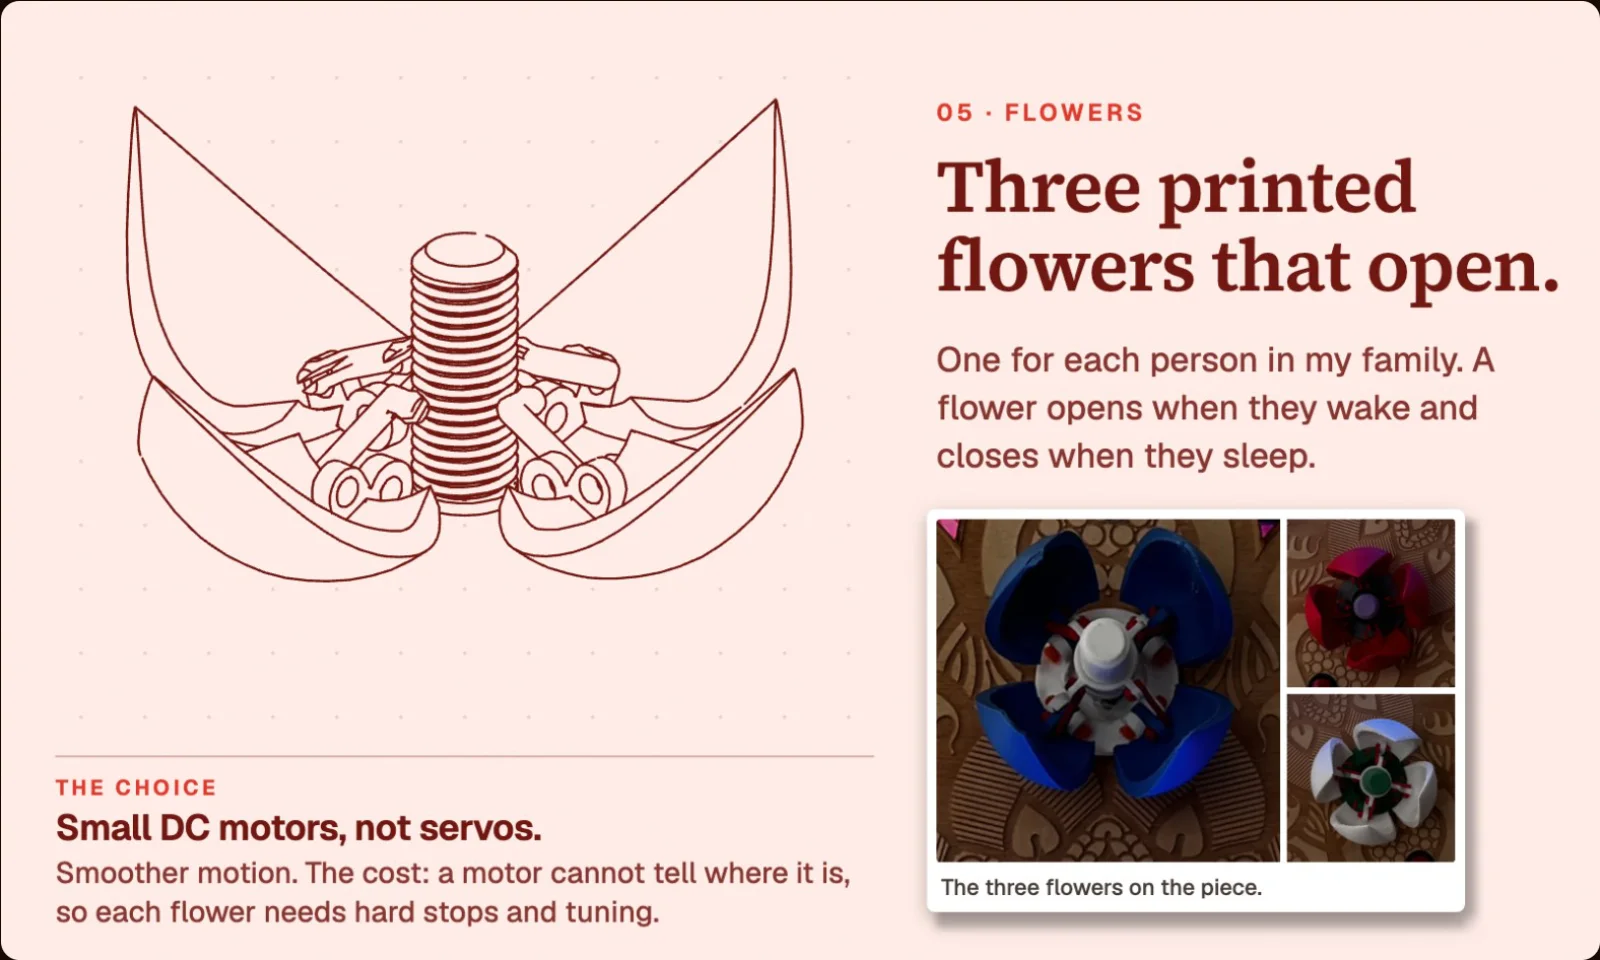 05 · FLOWERS
Three printed
flowers that open.
One for each person in my family. A
flower opens when they wake and
closes when they sleep.
The three flowers on the piece.
THE CHOICE
Small DC motors, not servos.
Smoother motion. The cost: a motor cannot tell where it is,
so each flower needs hard stops and tuning.